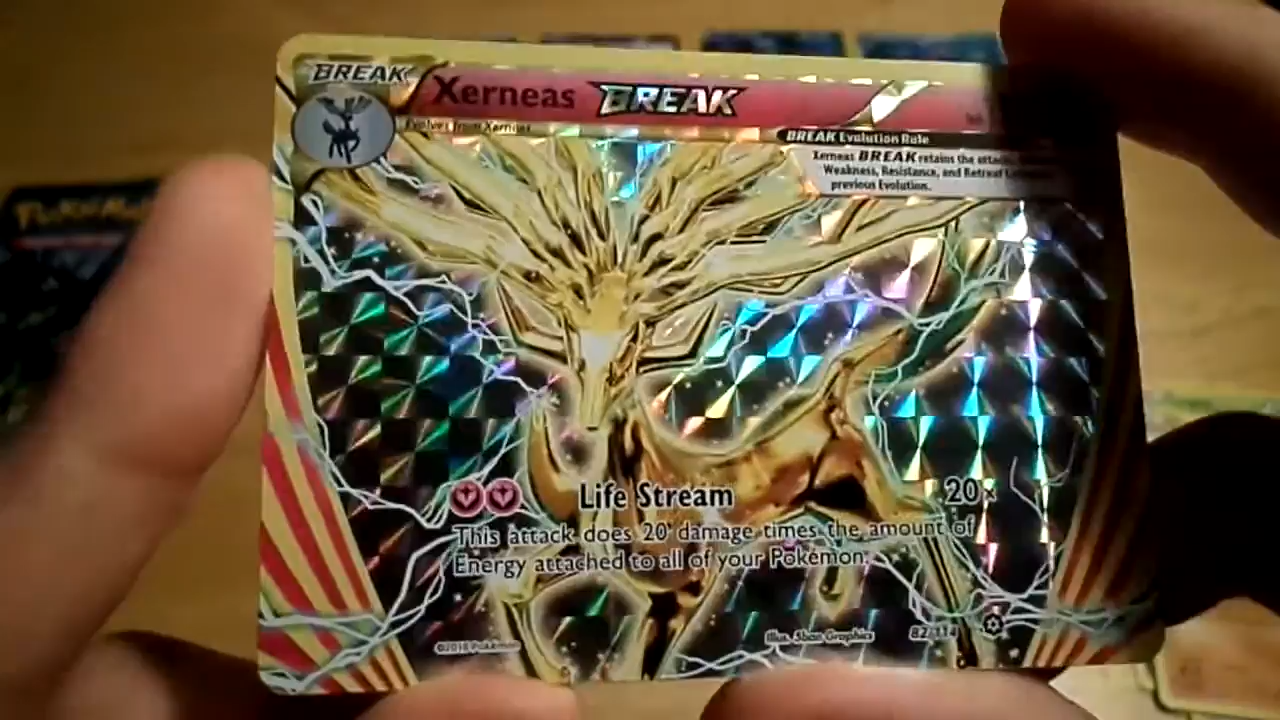 BREAK
Xerneas BREAK
Evolves from Xerneas
BREAK Evolution Rule
Xerneas BREAK retains the attacks,
Weakness, Resistance, and Retreat
previous Evolution.
Life Stream 20x
This attack does 20 damage times the amount of
Energy attached to all of your Pokémon.
©2016 Pokémon
Illus. 5ban Graphics
82/114